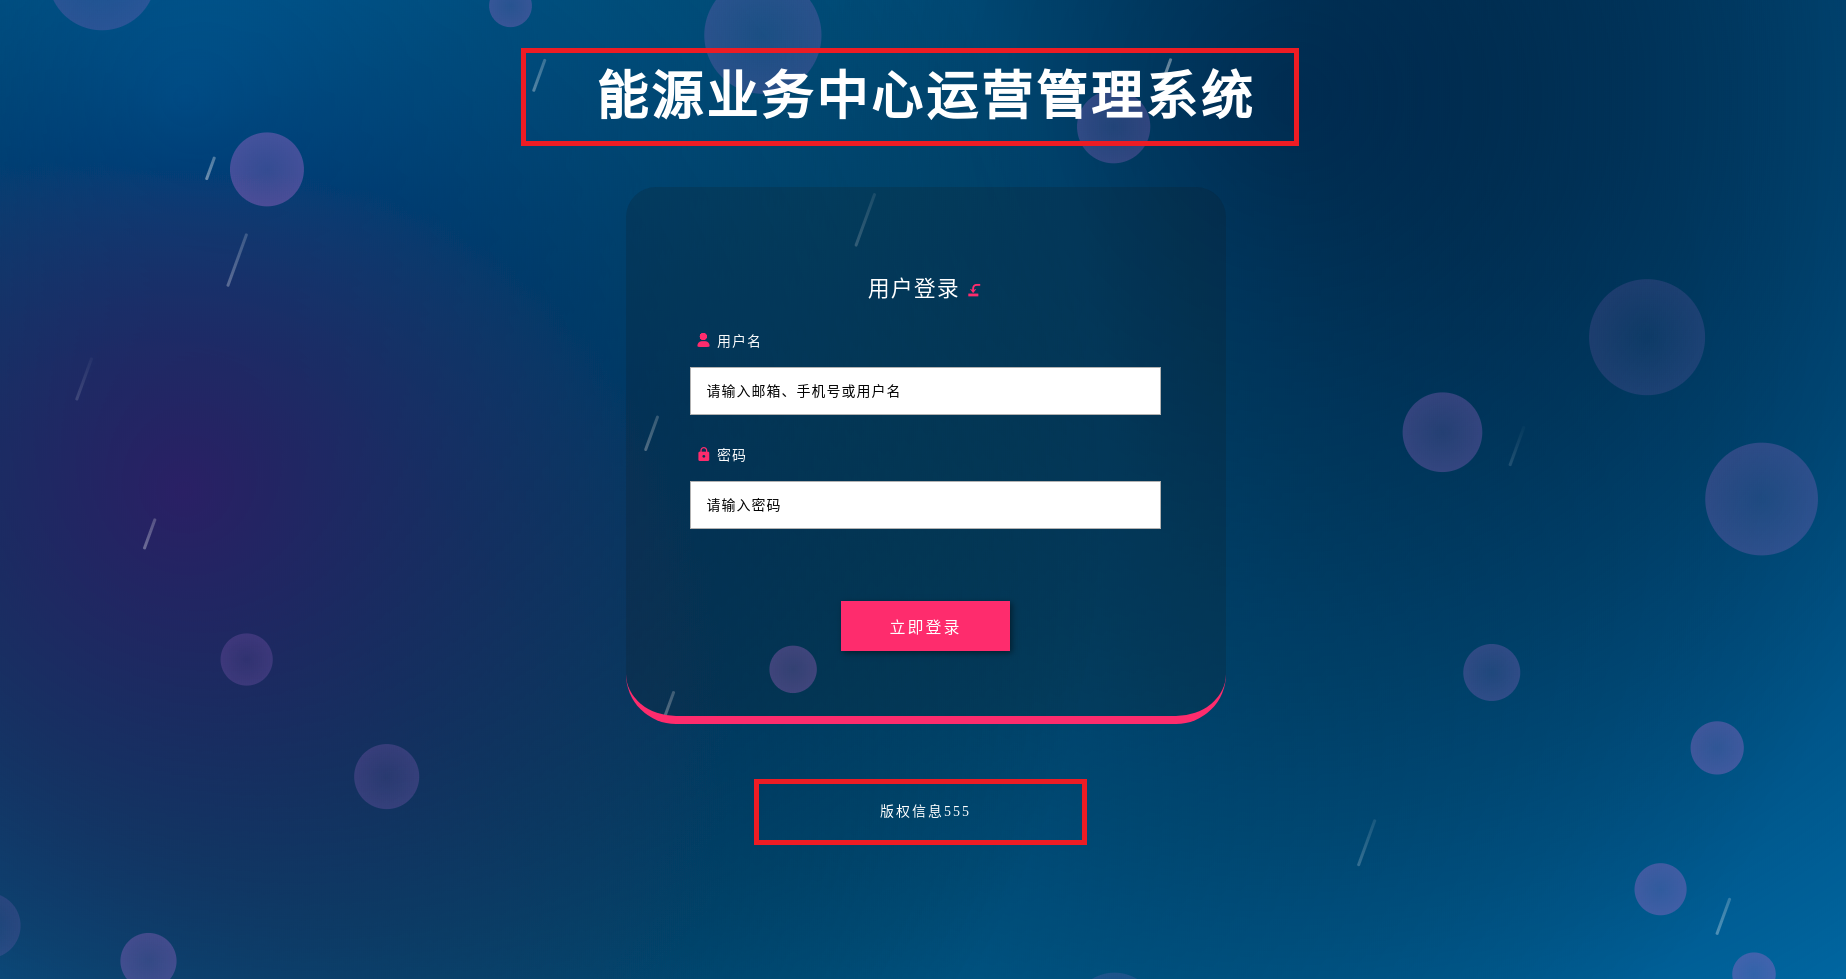 能源业务中心运营管理系统
用户登录
用户名
请输入邮箱、手机号或用户名
密码
请输入密码
立即登录
版权信息555